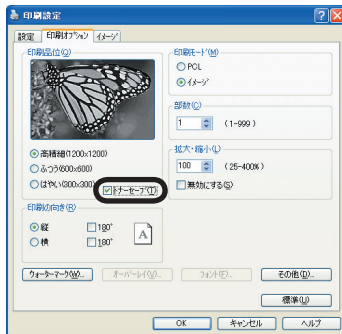 印刷設定
設定 印刷ｵﾌﾟｼｮﾝ ｲﾒｰｼﾞ
印刷品位(Q)
高精細(1200x1200)
ふつう(600x600)
はやい(300x300)
トナーセーブ(T)
印刷の向き(R)
縦 180°
横 180°
A
印刷ﾓｰﾄﾞ(M)
PCL
ｲﾒｰｼﾞ
部数(C)
1 (1-999)
拡大・縮小(L)
100 (25-400%)
無効にする(S)
ウォーターマーク(W)...
オーバーレイ(V)...
フォント(F)...
その他(D)...
標準(U)
OK
キャンセル
ヘルプ